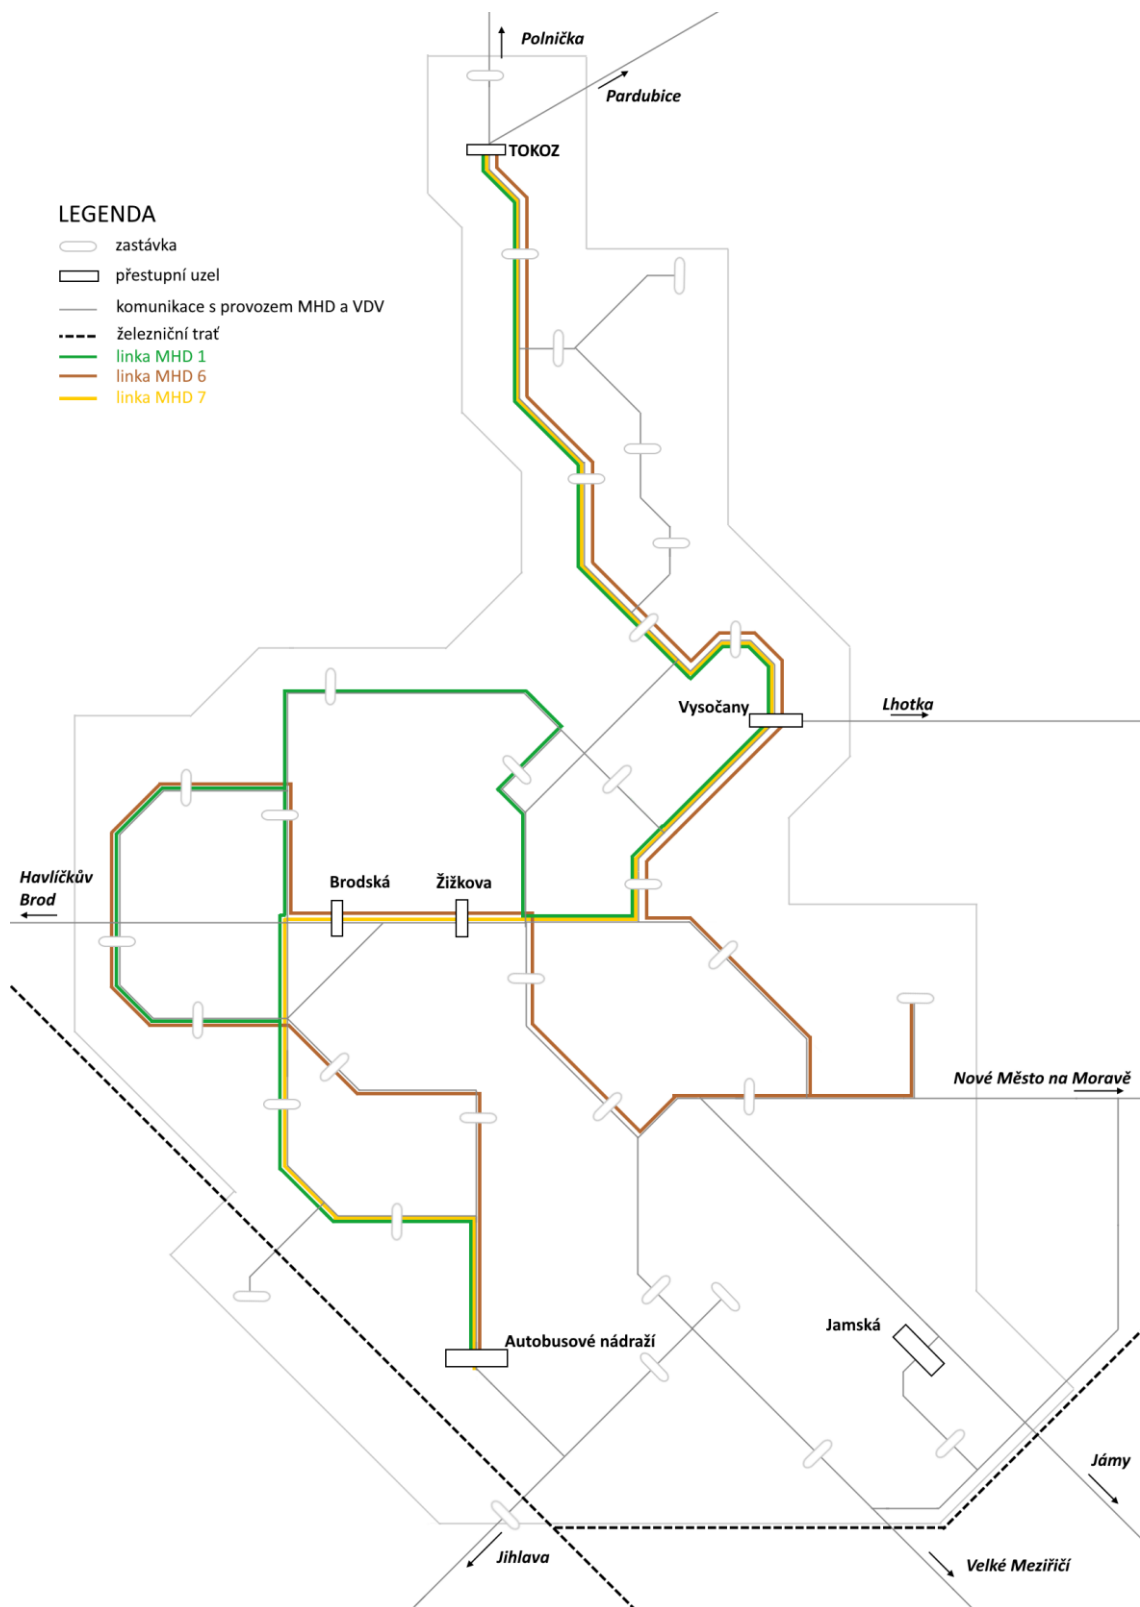 Polnička
Pardubice
TOKOZ
LEGENDA
zastávka
přestupní uzel
komunikace s provozem MHD a VDV
železniční trať
linka MHD 1
linka MHD 6
linka MHD 7
Vysočany
Lhotka
Havlíčkův
Brod
Brodská
Žižkova
Nové Město na Moravě
Autobusové nádraží
Jamská
Jámy
Jihlava
Velké Meziříčí